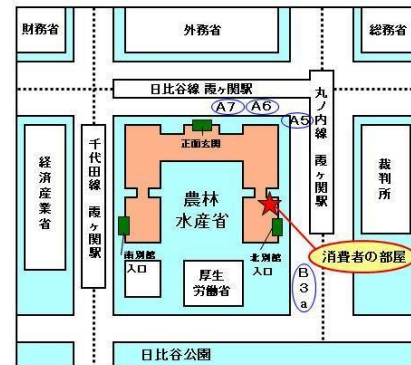 財務省
外務省
総務省
日比谷線 霞ヶ関駅
A7
A6
A5
丸ノ内線 霞ヶ関駅
千代田線 霞ヶ関駅
正面玄関
経済産業省
裁判所
農林
水産省
南別館
入口
北別館
入口
消費者の部屋
厚生
労働省
B3a
日比谷公園